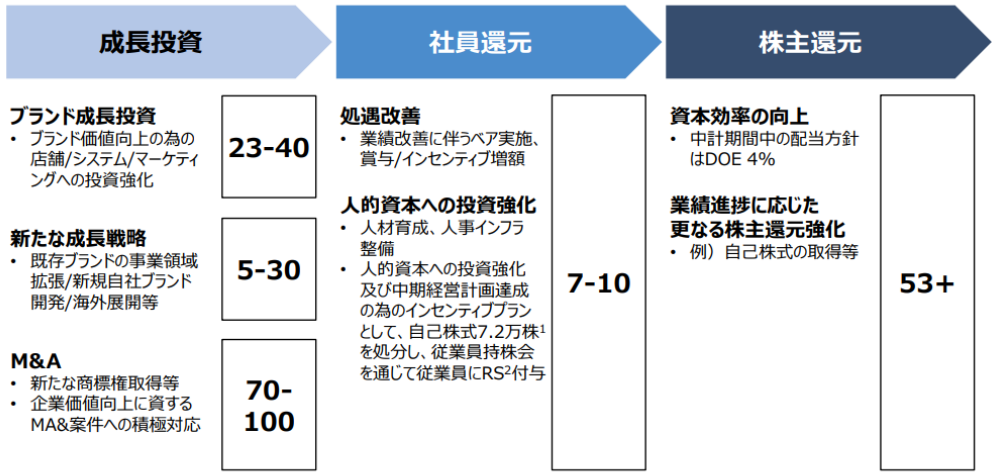 成長投資
ブランド成長投資
• ブランド価値向上の為の
店舗/システム/マーケティ
ングへの投資強化
23-40
新たな成長戦略
• 既存ブランドの事業領域
拡張/新規自社ブランド
開発/海外展開等
5-30
M&A
• 新たな商標権取得等
• 企業価値向上に資する
MA&案件への積極対応
70-
100
社員還元
処遇改善
• 業績改善に伴うベア実施、
賞与/インセンティブ増額
人的資本への投資強化
• 人材育成、人事インフラ
整備
• 人的資本への投資強化
及び中期経営計画達成
の為のインセンティブプラン
として、自己株式7.2万株1
を処分し、従業員持株会
を通じて従業員にRS2付与
7-10
株主還元
資本効率の向上
• 中計期間中の配当方針
はDOE 4%
業績進捗に応じた
更なる株主還元強化
• 例）自己株式の取得等
53+